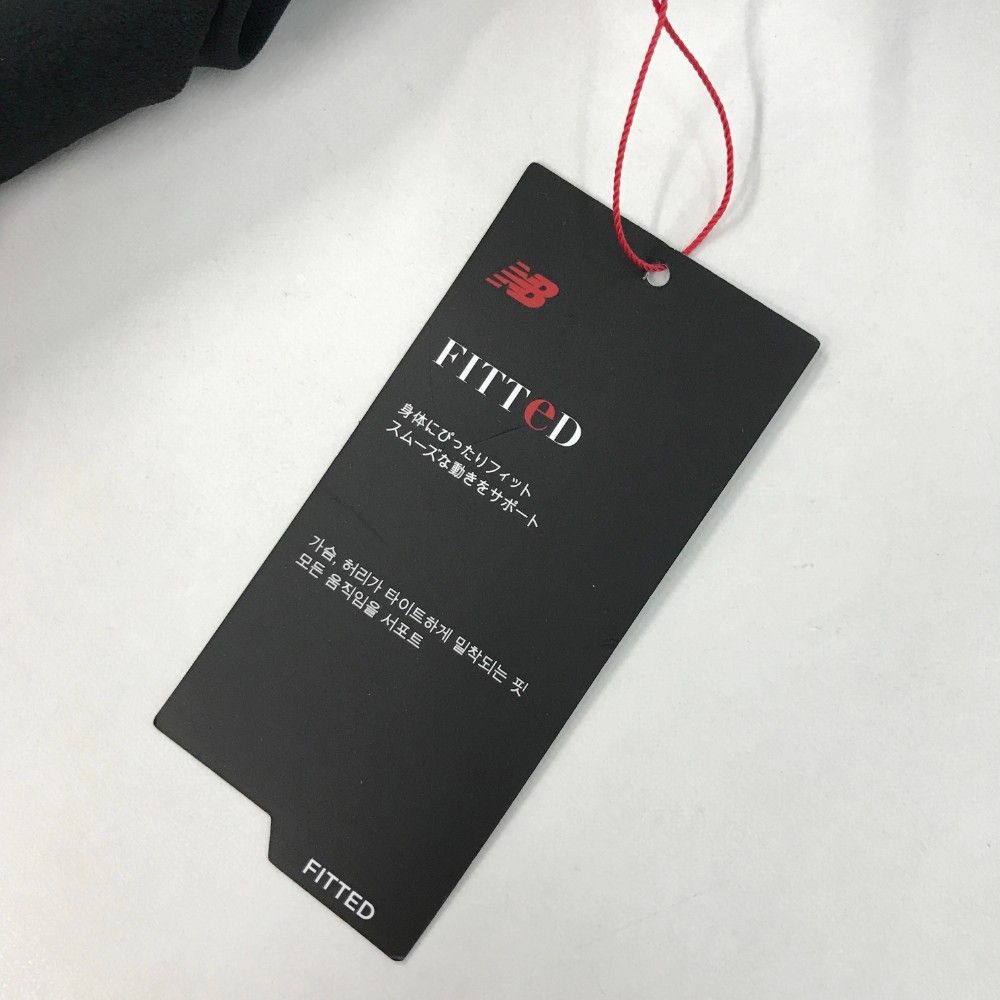 NB
FITTeD
身体にぴったりフィット
スムーズな動きをサポート
가슴, 허리가 타이트하게 밀착되는 핏
모든 움직임을 서포트
FITTED